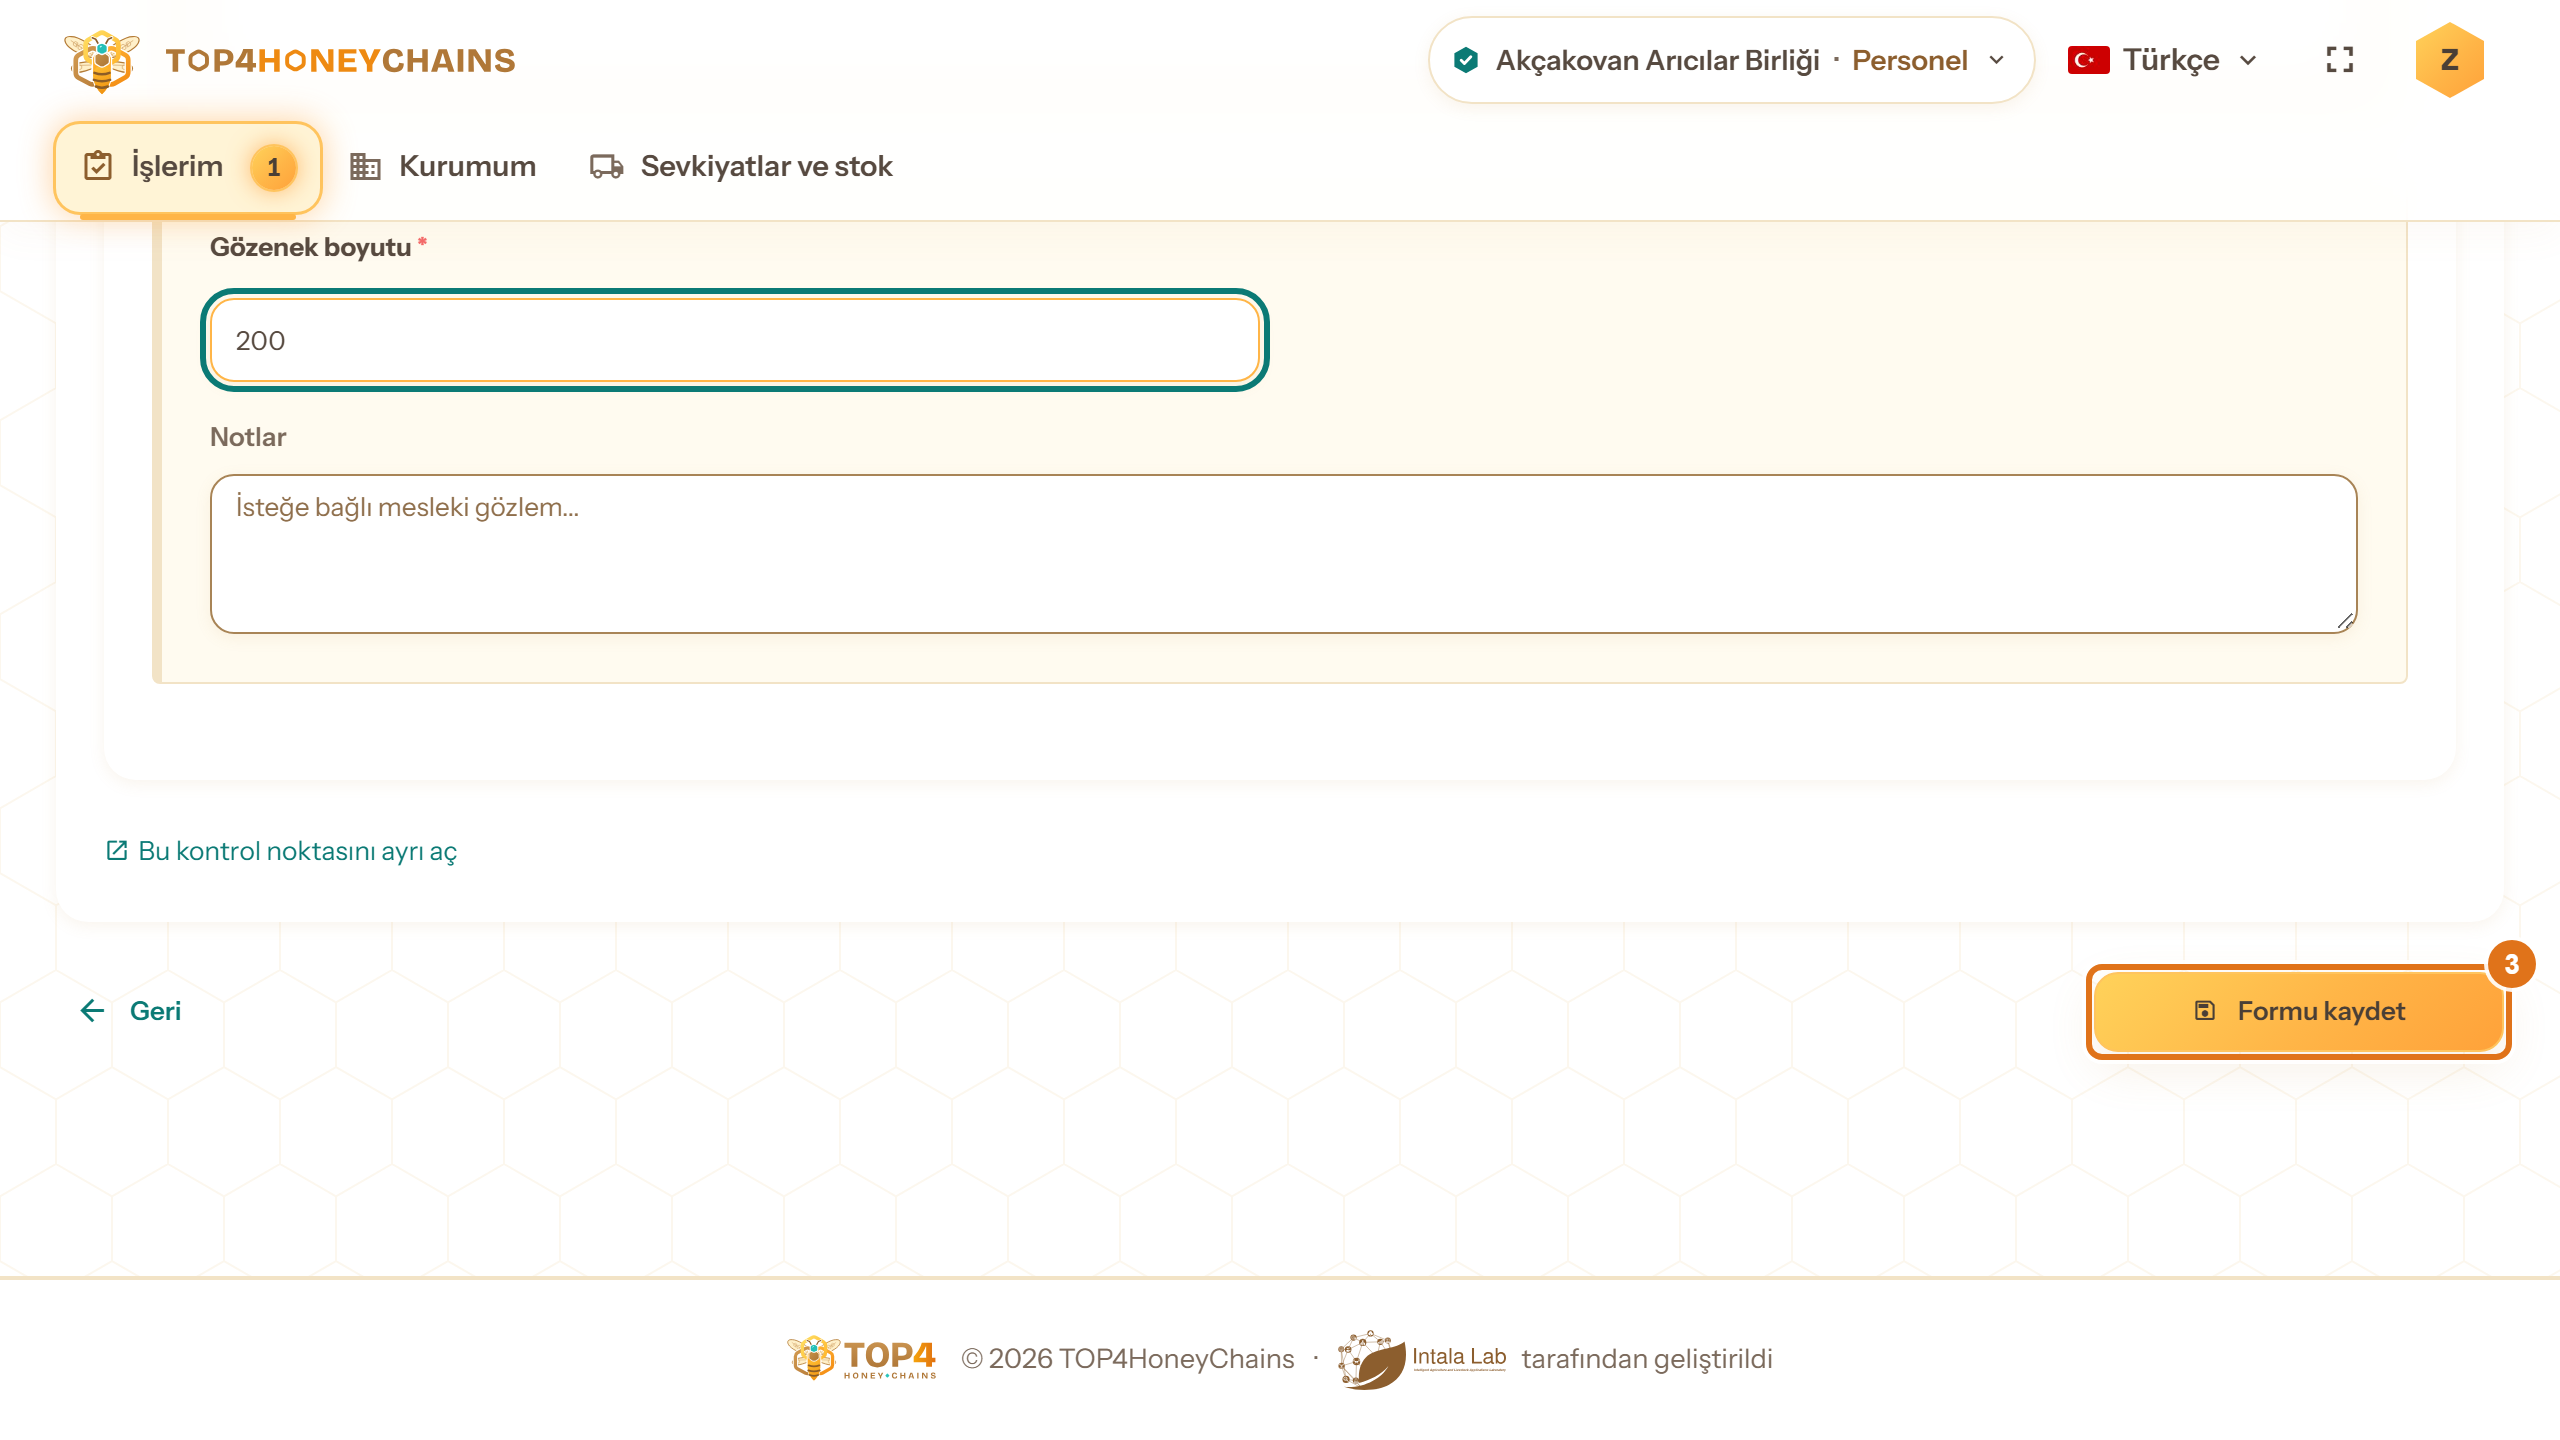 TOP4HONEYCHAINS
Akçakovan Arıcılar Birliği · Personel
Türkçe
Z
İşlerim 1
Kurumum
Sevkiyatlar ve stok
Gözenek boyutu *
200
Notlar
İsteğe bağlı mesleki gözlem...
Bu kontrol noktasını ayrı aç
Geri
3
Formu kaydet
TOP4
HONEY CHAINS
© 2026 TOP4HoneyChains ·
Intala Lab
tarafından geliştirildi